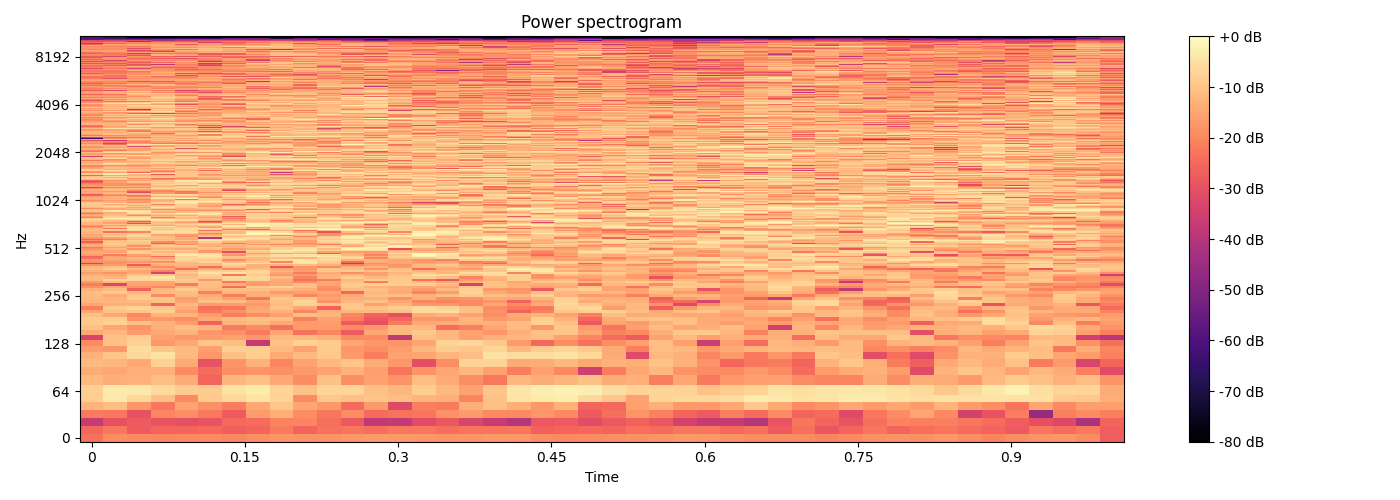 Power spectrogram
Hz
8192
4096
2048
1024
512
256
128
64
0
0 0.15 0.3 0.45 0.6 0.75 0.9
Time
+0 dB
-10 dB
-20 dB
-30 dB
-40 dB
-50 dB
-60 dB
-70 dB
-80 dB